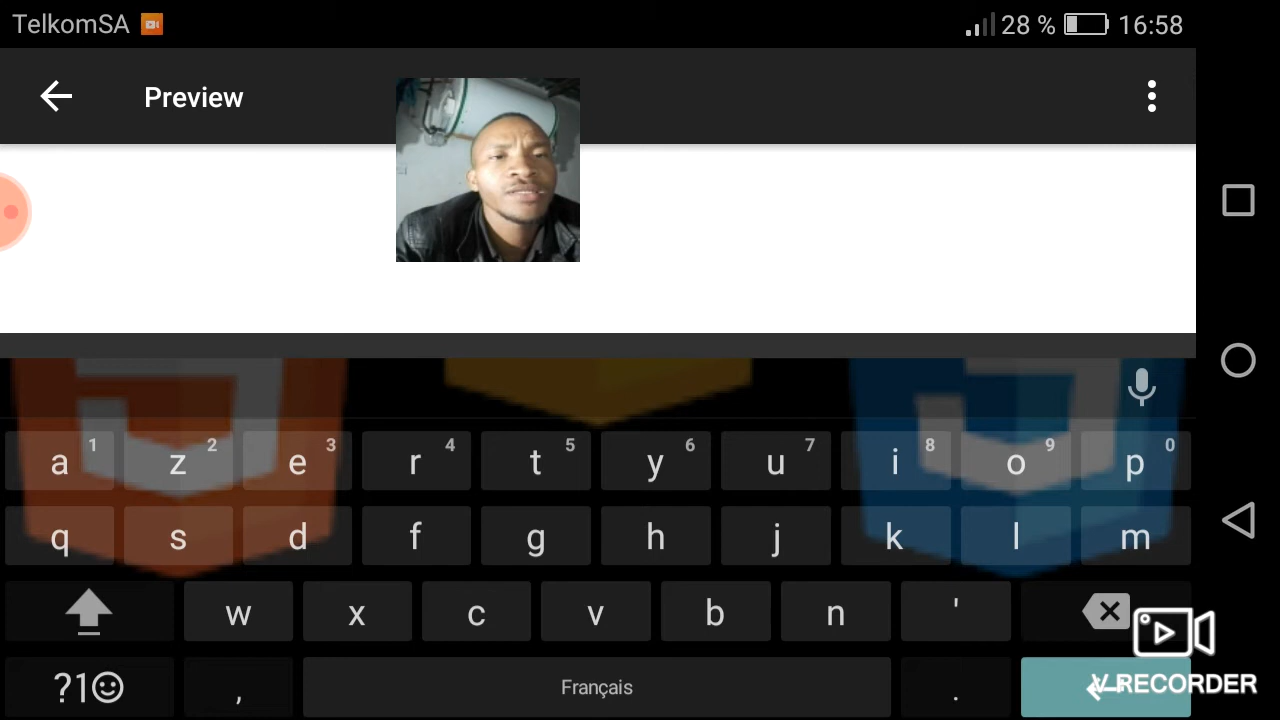 TelkomSA 28 % 16:58
Preview
a 1 z 2 e 3 r 4 t 5 y 6 u 7 i 8 o 9 p 0
q s d f g h j k l m
w x c v b n '
?1☺ , Français .
V RECORDER